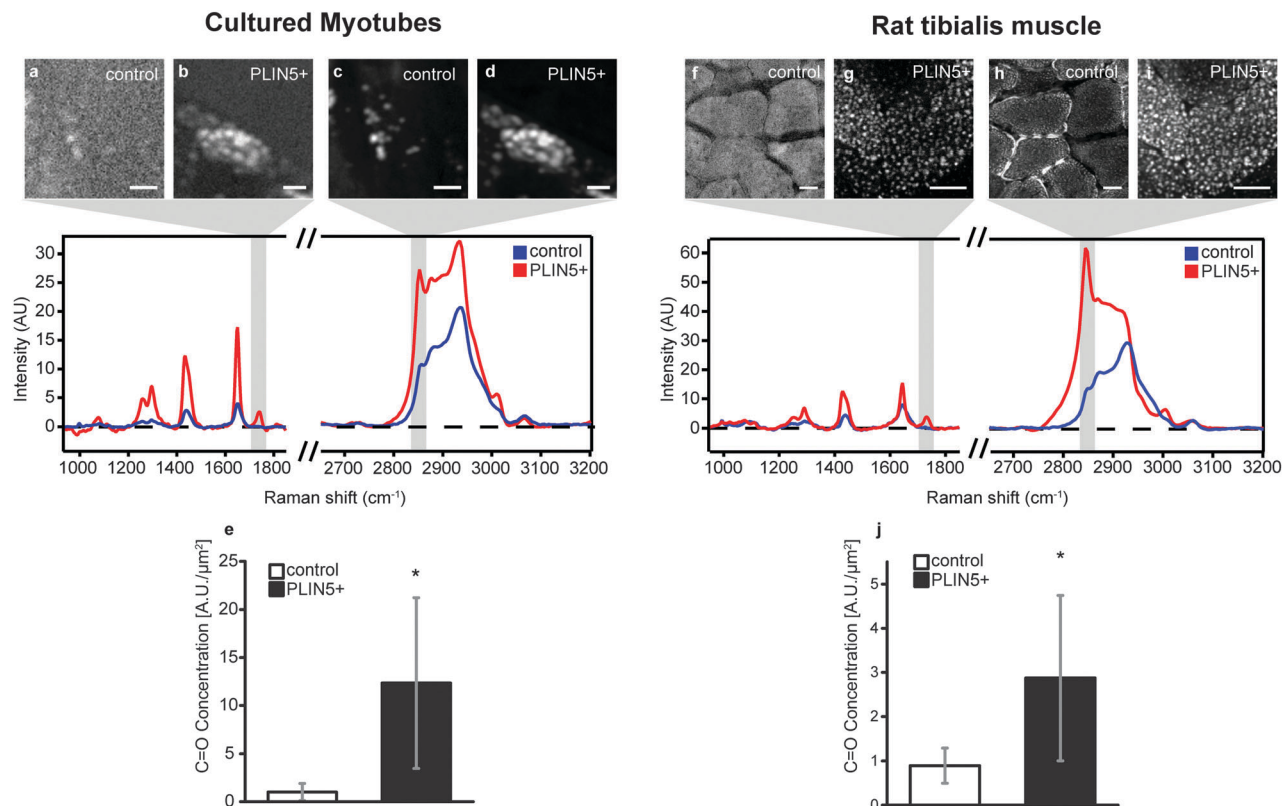 Cultured Myotubes
a control
b PLIN5+
c control
d PLIN5+
Intensity (AU)
30
25
20
15
10
5
0
control
PLIN5+
1000 1200 1400 1600 1800 2700 2800 2900 3000 3100 3200
Raman shift (cm⁻¹)
e
C=O Concentration [A.U./µm²]
25
20
15
10
5
0
control
PLIN5+
*
Rat tibialis muscle
f control
g PLIN5+
h control
i PLIN5+
Intensity (AU)
60
50
40
30
20
10
0
control
PLIN5+
1000 1200 1400 1600 1800 2700 2800 2900 3000 3100 3200
Raman shift (cm⁻¹)
j
C=O Concentration [A.U./µm²]
5
4
3
2
1
0
control
PLIN5+
*